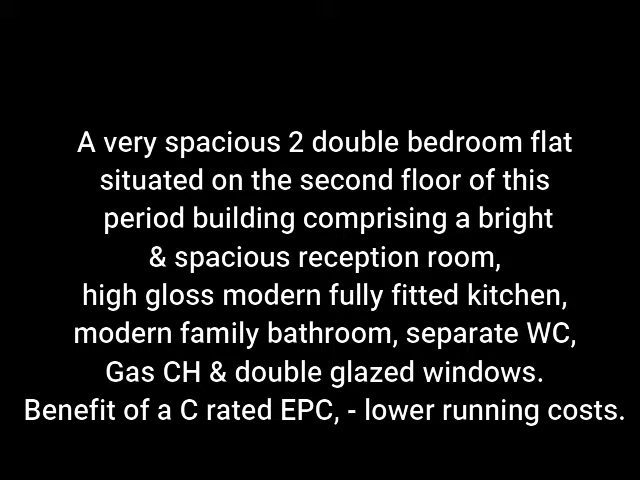 A very spacious 2 double bedroom flat
situated on the second floor of this
period building comprising a bright
& spacious reception room,
high gloss modern fully fitted kitchen,
modern family bathroom, separate WC,
Gas CH & double glazed windows.
Benefit of a C rated EPC, - lower running costs.